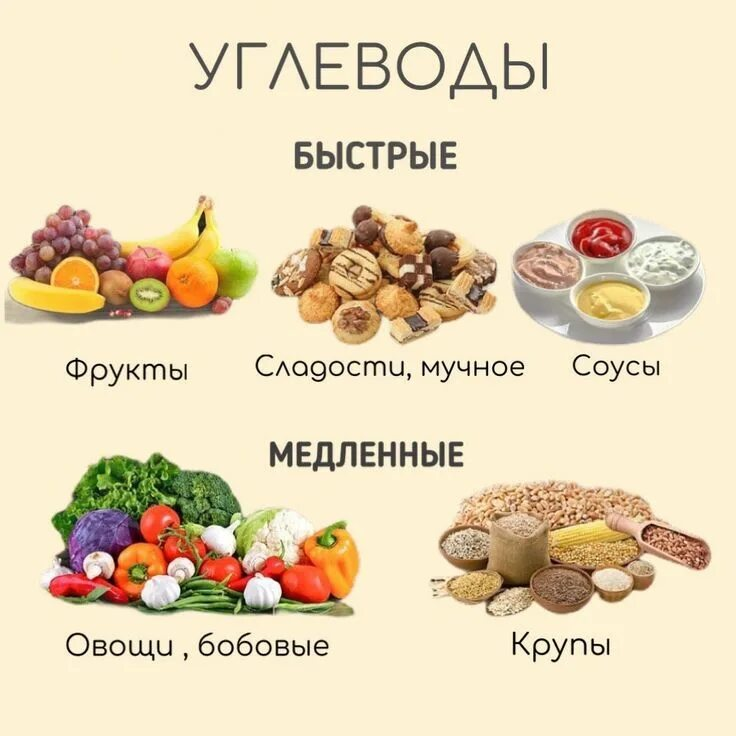 УГЛЕВОДЫ
БЫСТРЫЕ
Фрукты
Сладости, мучное
Соусы
МЕДЛЕННЫЕ
Овощи , бобовые
Крупы